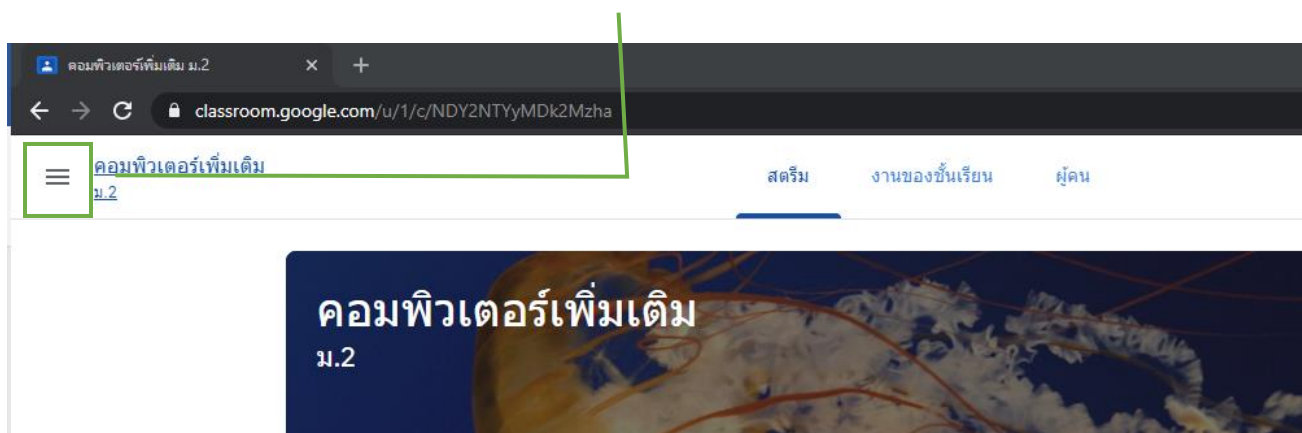 คอมพิวเตอร์เพิ่มเติม ม.2
classroom.google.com/u/1/c/NDY2NTYyMDk2Mzha
คอมพิวเตอร์เพิ่มเติม
ม.2
สตรีม งานของชั้นเรียน ผู้คน
คอมพิวเตอร์เพิ่มเติม
ม.2